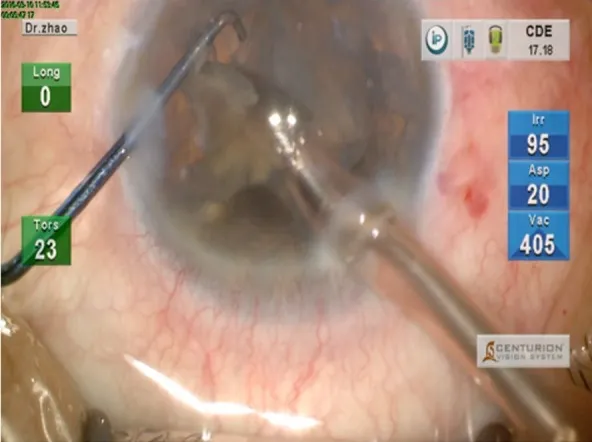 Dr.zhao
CDE
17.18
Long
0
Irr
95
Asp
20
Vac
405
Tors
23
CENTURION
VISION SYSTEM